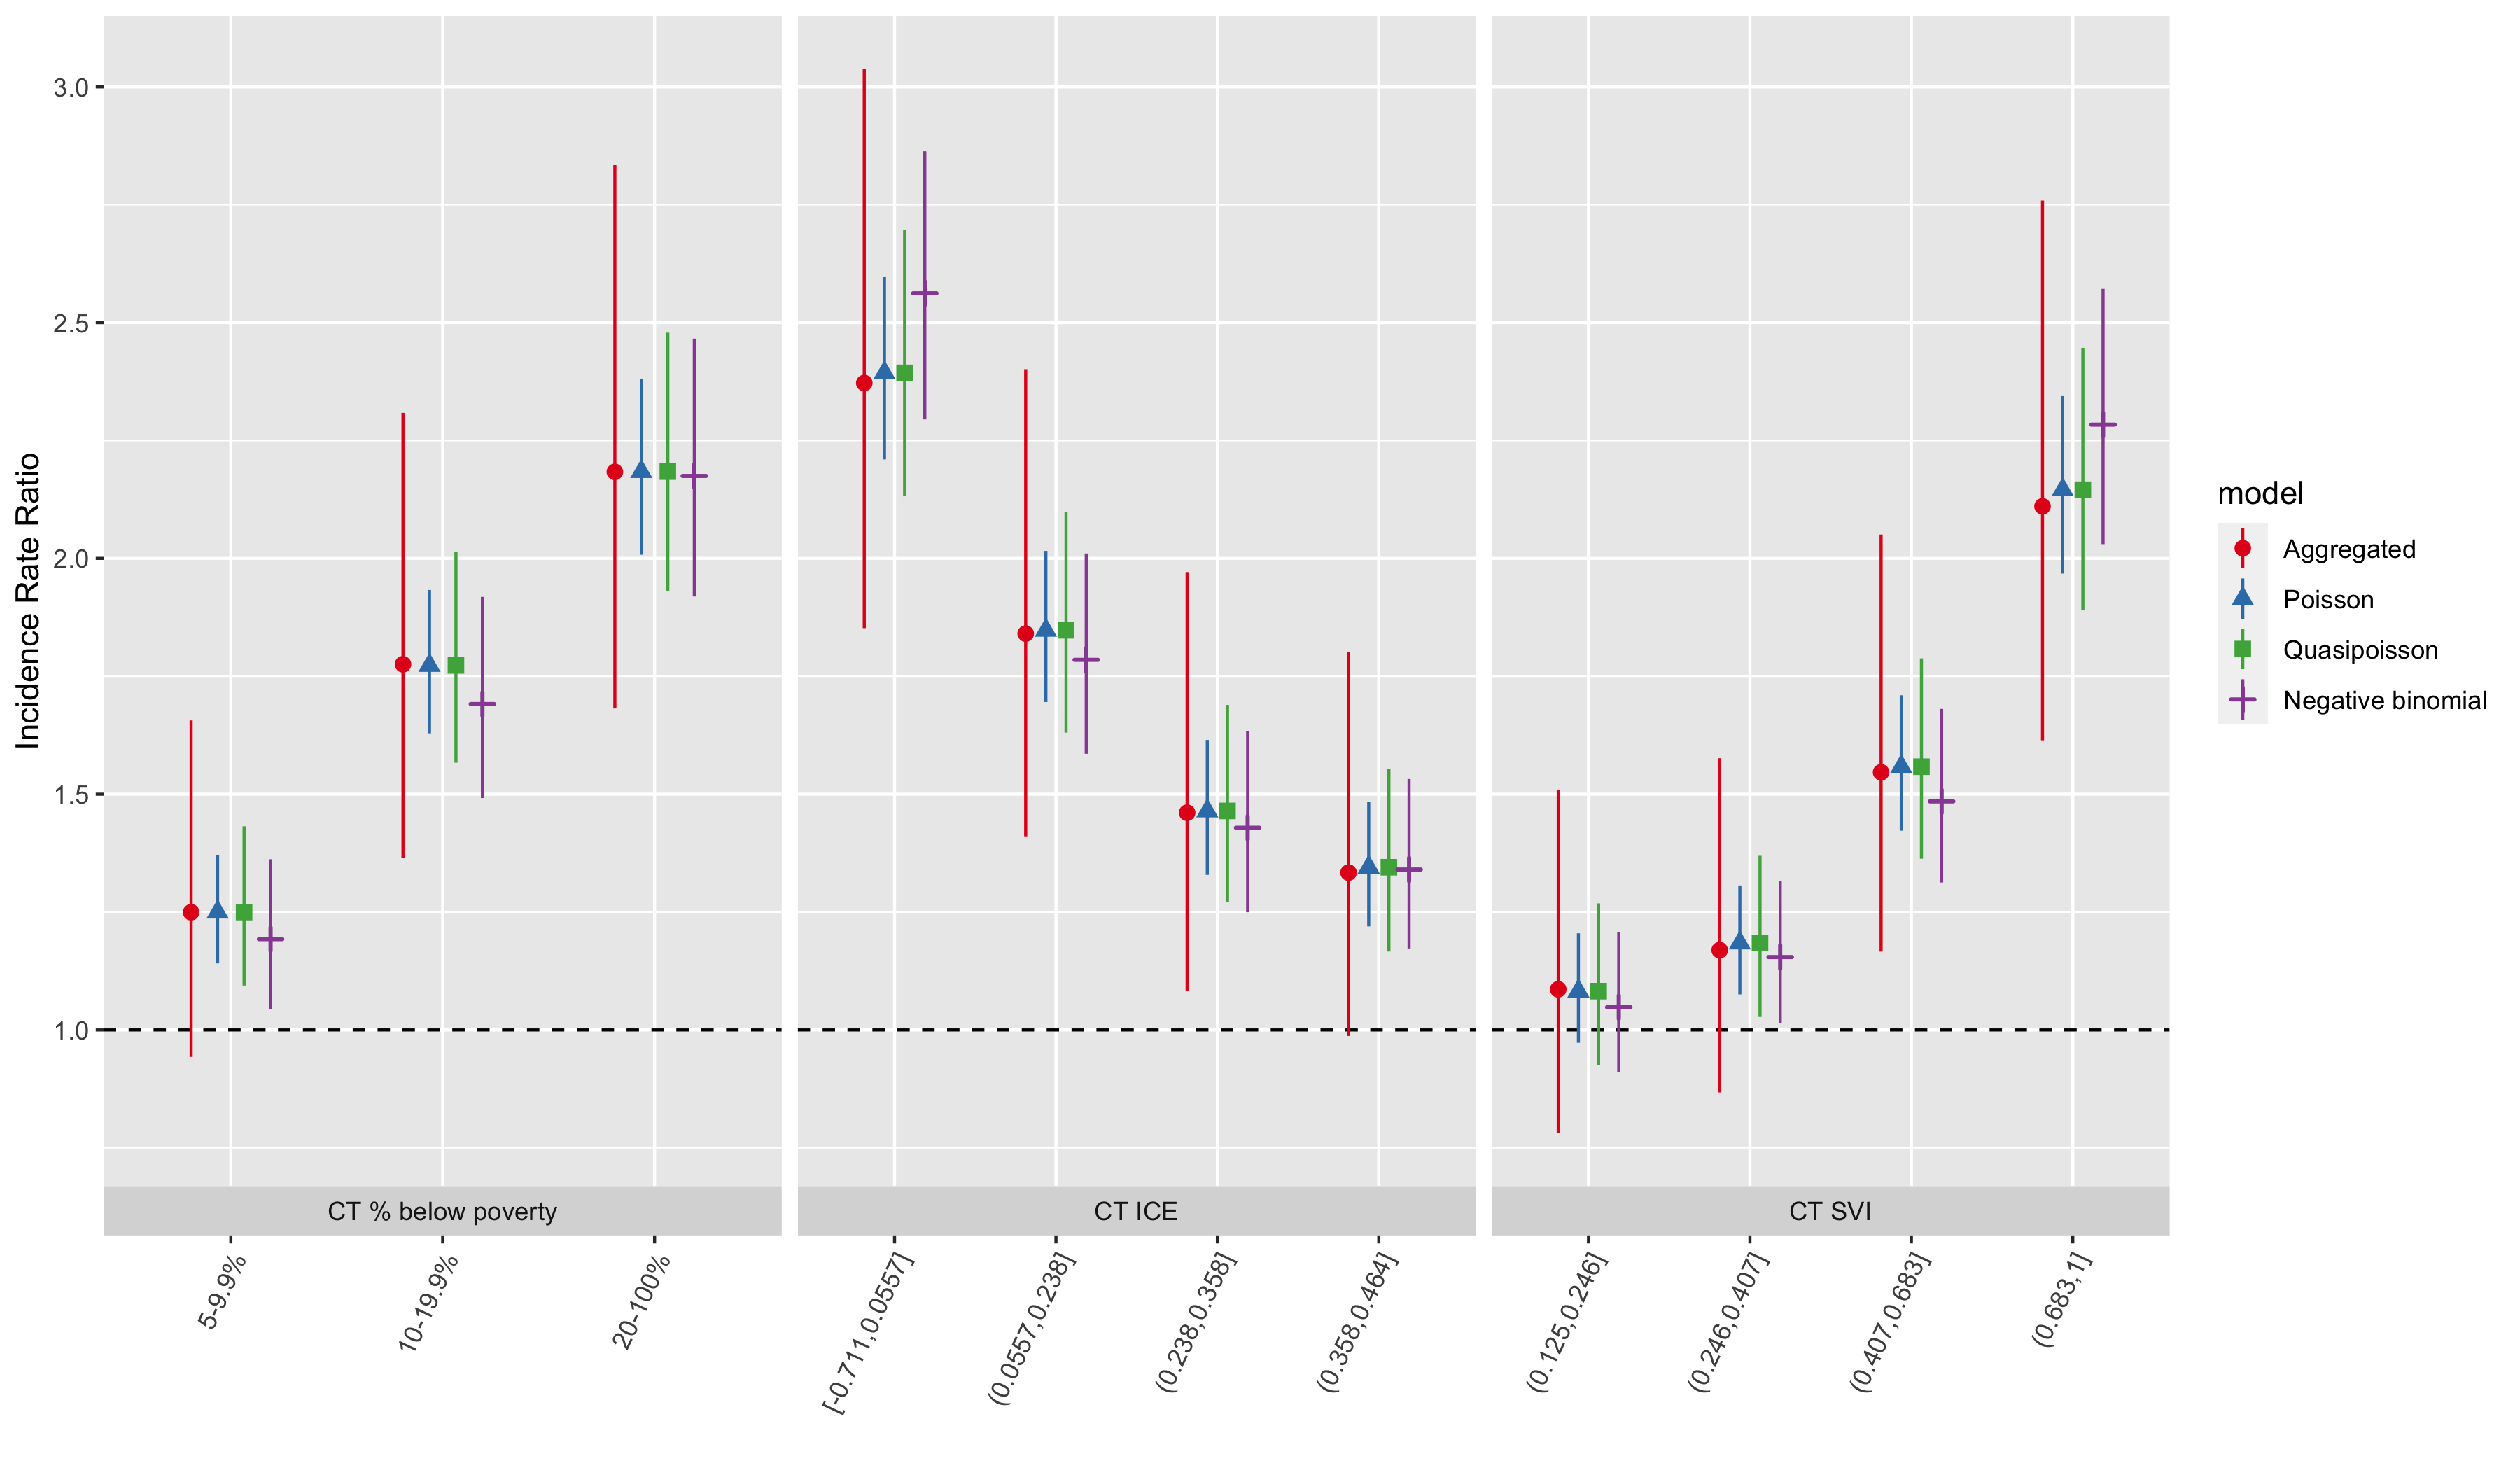 Incidence Rate Ratio
3.0
2.5
2.0
1.5
1.0
CT % below poverty
CT ICE
CT SVI
5-9.9%
10-19.9%
20-100%
[-0.711,0.0557]
(0.0557,0.238]
(0.238,0.358]
(0.358,0.464]
(0.125,0.246]
(0.246,0.407]
(0.407,0.683]
(0.683,1]
model
Aggregated
Poisson
Quasipoisson
Negative binomial